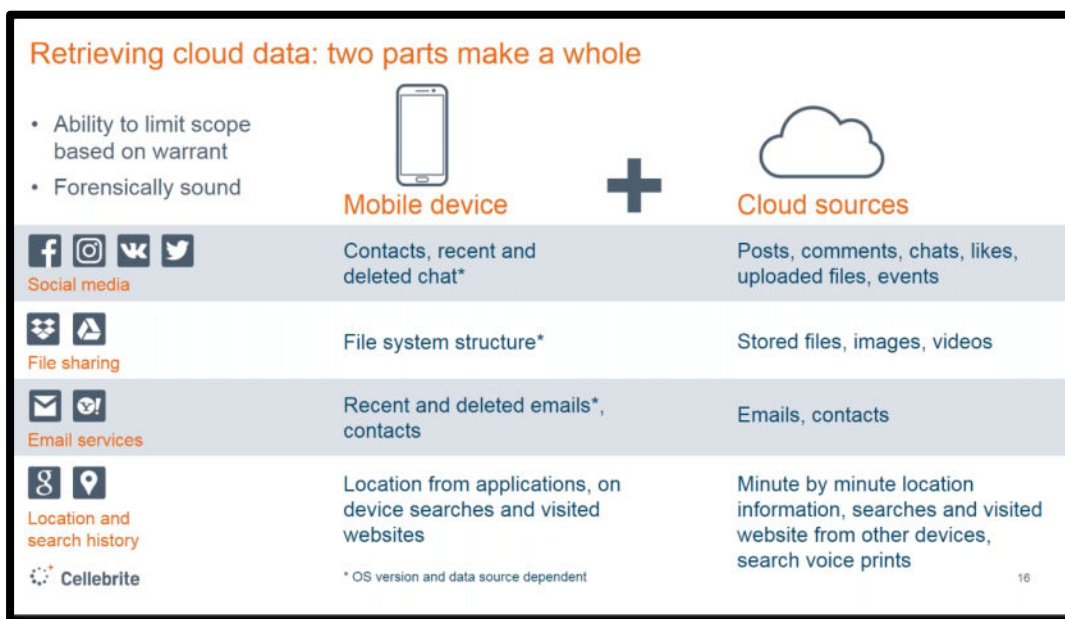 Retrieving cloud data: two parts make a whole
• Ability to limit scope
based on warrant
• Forensically sound
Mobile device
Cloud sources
Social media
Contacts, recent and
deleted chat*
Posts, comments, chats, likes,
uploaded files, events
File sharing
File system structure*
Stored files, images, videos
Email services
Recent and deleted emails*,
contacts
Emails, contacts
Location and
search history
Location from applications, on
device searches and visited
websites
Minute by minute location
information, searches and visited
website from other devices,
search voice prints
Cellebrite
* OS version and data source dependent
16